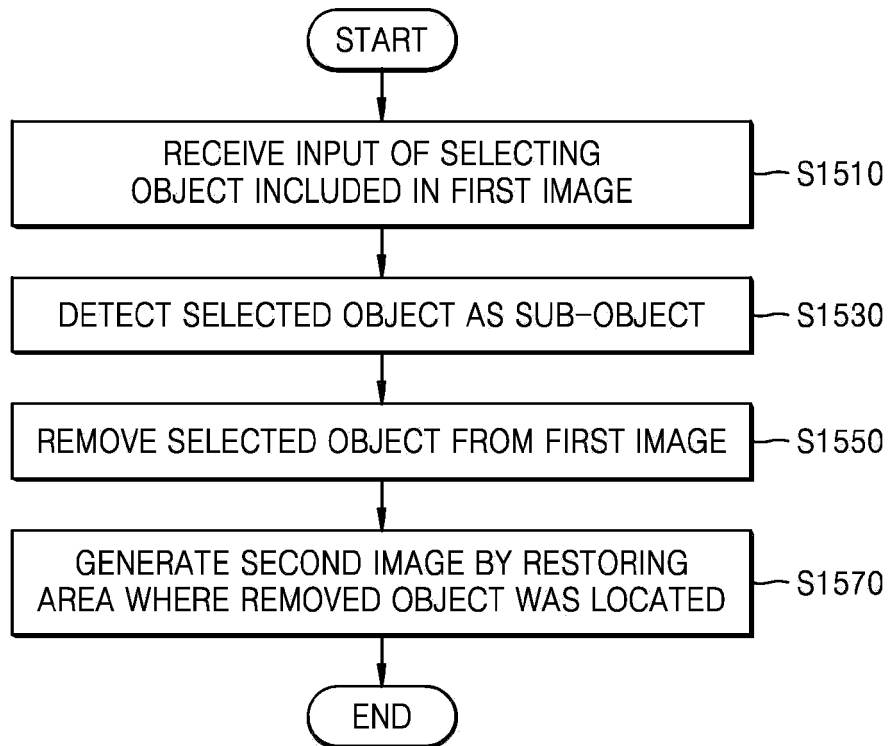 START
RECEIVE INPUT OF SELECTING
OBJECT INCLUDED IN FIRST IMAGE
S1510
DETECT SELECTED OBJECT AS SUB-OBJECT
S1530
REMOVE SELECTED OBJECT FROM FIRST IMAGE
S1550
GENERATE SECOND IMAGE BY RESTORING
AREA WHERE REMOVED OBJECT WAS LOCATED
S1570
END